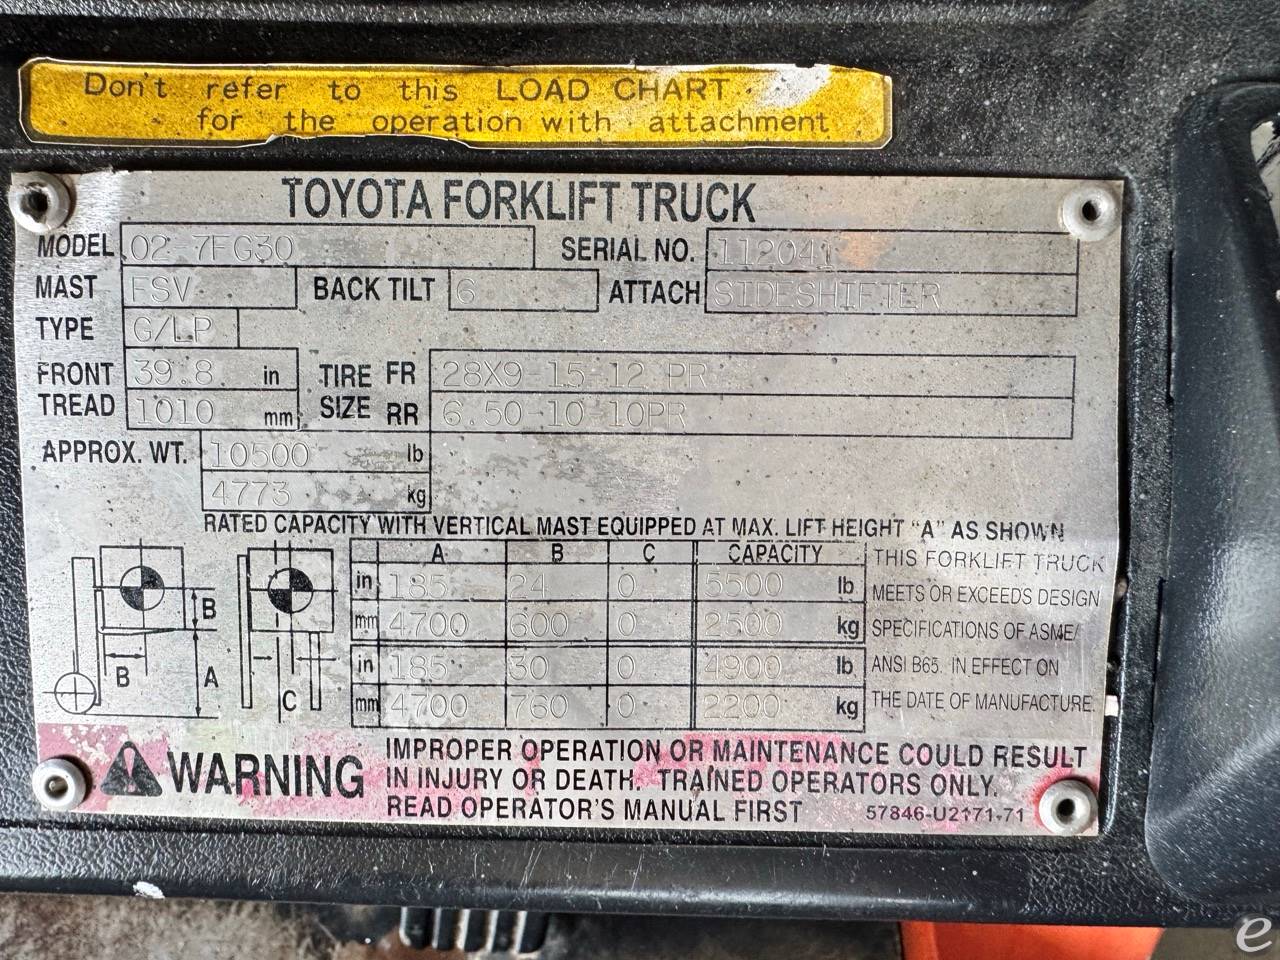 Don't refer to this LOAD CHART
for the operation with attachment
TOYOTA FORKLIFT TRUCK
MODEL 02-7FG30 SERIAL NO. 112041
MAST FSV BACK TILT 6 ATTACH SIDESHIFTER
TYPE G/LP
FRONT TREAD 39.8 in TIRE SIZE FR 28X9-15-12 PR
1010 mm RR 6.50-10 10PR
APPROX. WT. 10500 lb
4773 kg
RATED CAPACITY WITH VERTICAL MAST EQUIPPED AT MAX. LIFT HEIGHT "A" AS SHOWN
A B C CAPACITY
in 185 24 0 5500 lb
mm 4700 600 0 2500 kg
in 185 30 0 4900 lb
mm 4700 760 0 2200 kg
THIS FORKLIFT TRUCK
MEETS OR EXCEEDS DESIGN
SPECIFICATIONS OF ASME/
ANSI B65. IN EFFECT ON
THE DATE OF MANUFACTURE.
B
B A
C
WARNING
IMPROPER OPERATION OR MAINTENANCE COULD RESULT
IN INJURY OR DEATH. TRAINED OPERATORS ONLY.
READ OPERATOR'S MANUAL FIRST 57846-U2171-71
e